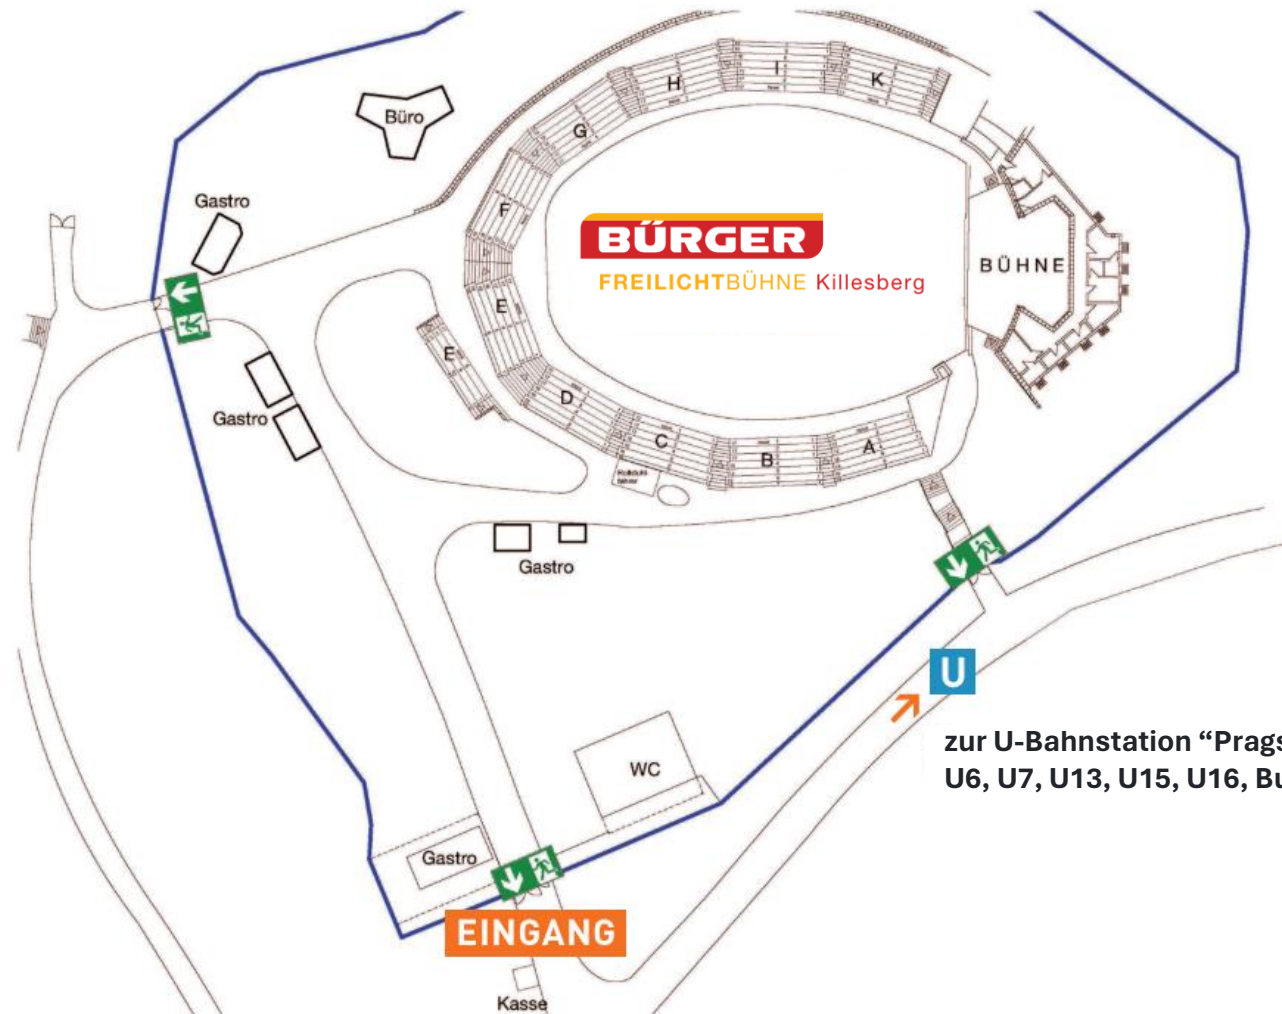 H
I
K
Büro
G
Gastro
F
BÜRGER
FREILICHTBÜHNE Killesberg
BÜHNE
E
E
D
Gastro
C
B
A
Gastro
U
zur U-Bahnstation “Prags
U6, U7, U13, U15, U16, Bu
WC
Gastro
EINGANG
Kasse